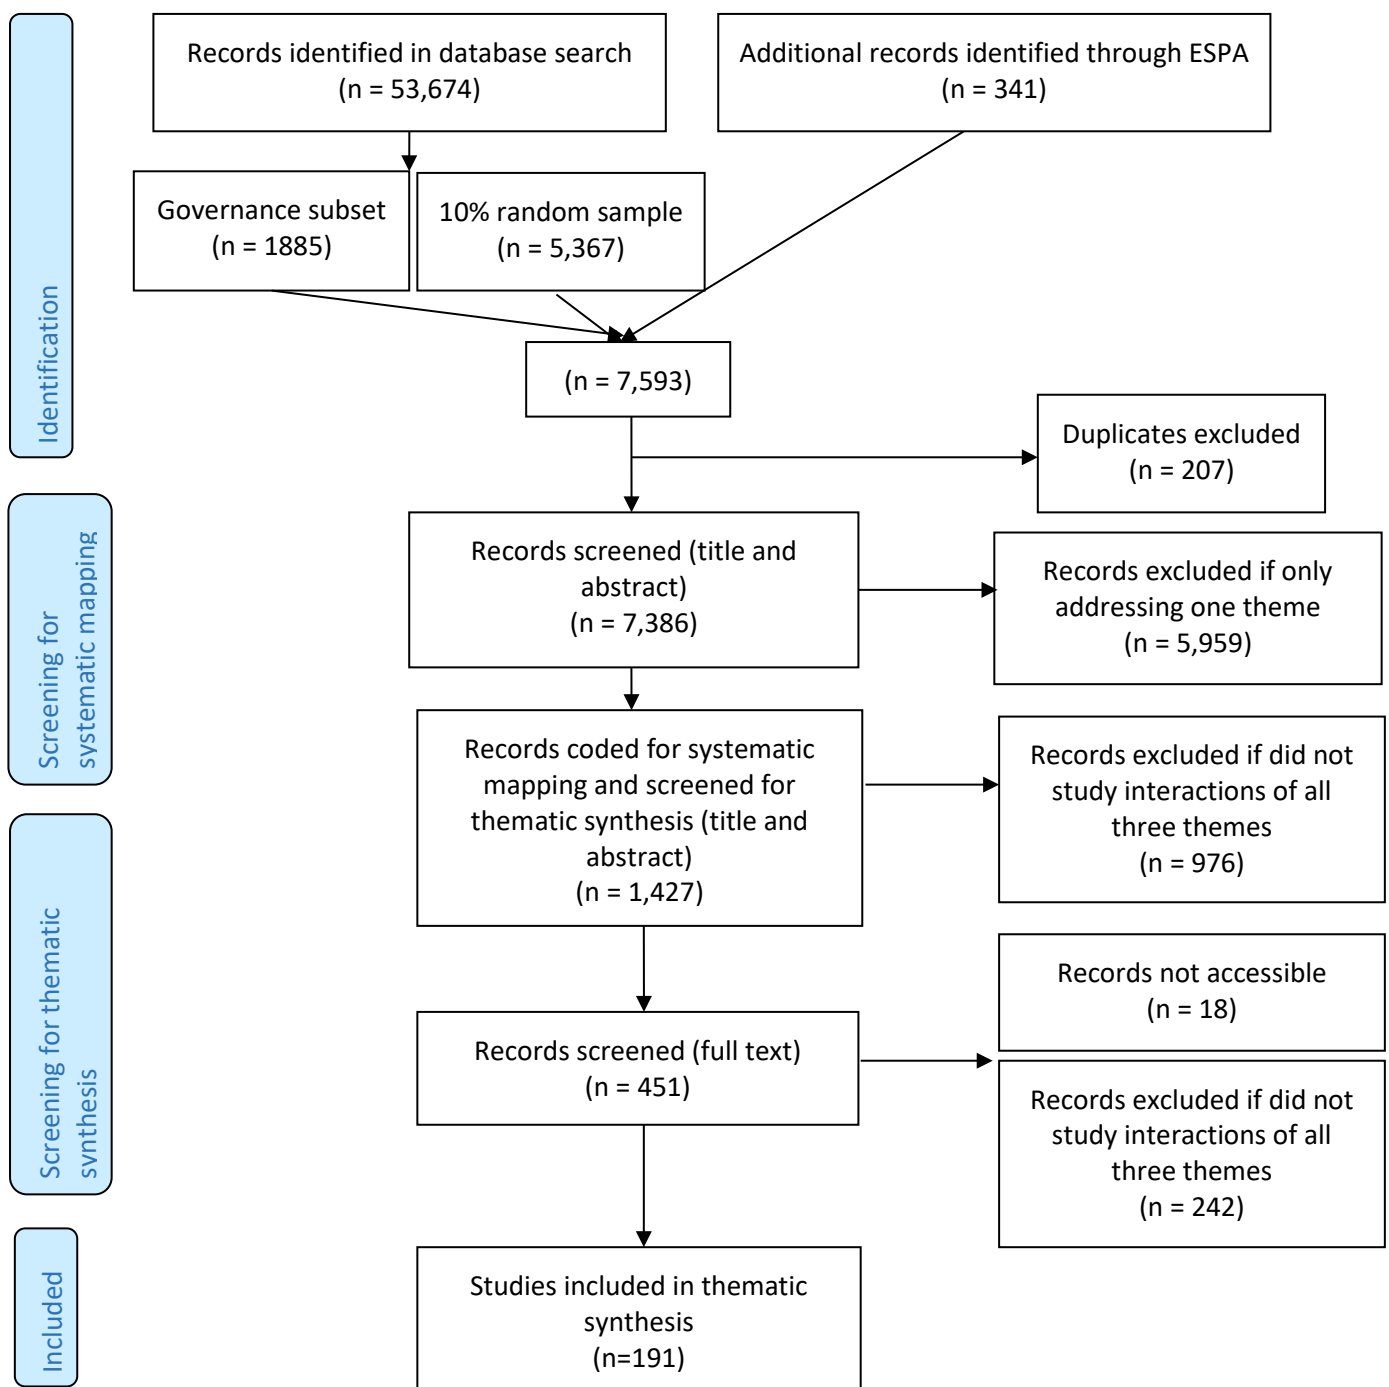 Records identified in database search
(n = 53,674)
Additional records identified through ESPA
(n = 341)
Governance subset
(n = 1885)
10% random sample
(n = 5,367)
(n = 7,593)
Identification
Duplicates excluded
(n = 207)
Records screened (title and
abstract)
(n = 7,386)
Records excluded if only
addressing one theme
(n = 5,959)
Screening for
systematic mapping
Records coded for systematic
mapping and screened for
thematic synthesis (title and
abstract)
(n = 1,427)
Records excluded if did not
study interactions of all
three themes
(n = 976)
Screening for thematic
synthesis
Records not accessible
(n = 18)
Records screened (full text)
(n = 451)
Records excluded if did not
study interactions of all
three themes
(n = 242)
Included
Studies included in thematic
synthesis
(n=191)